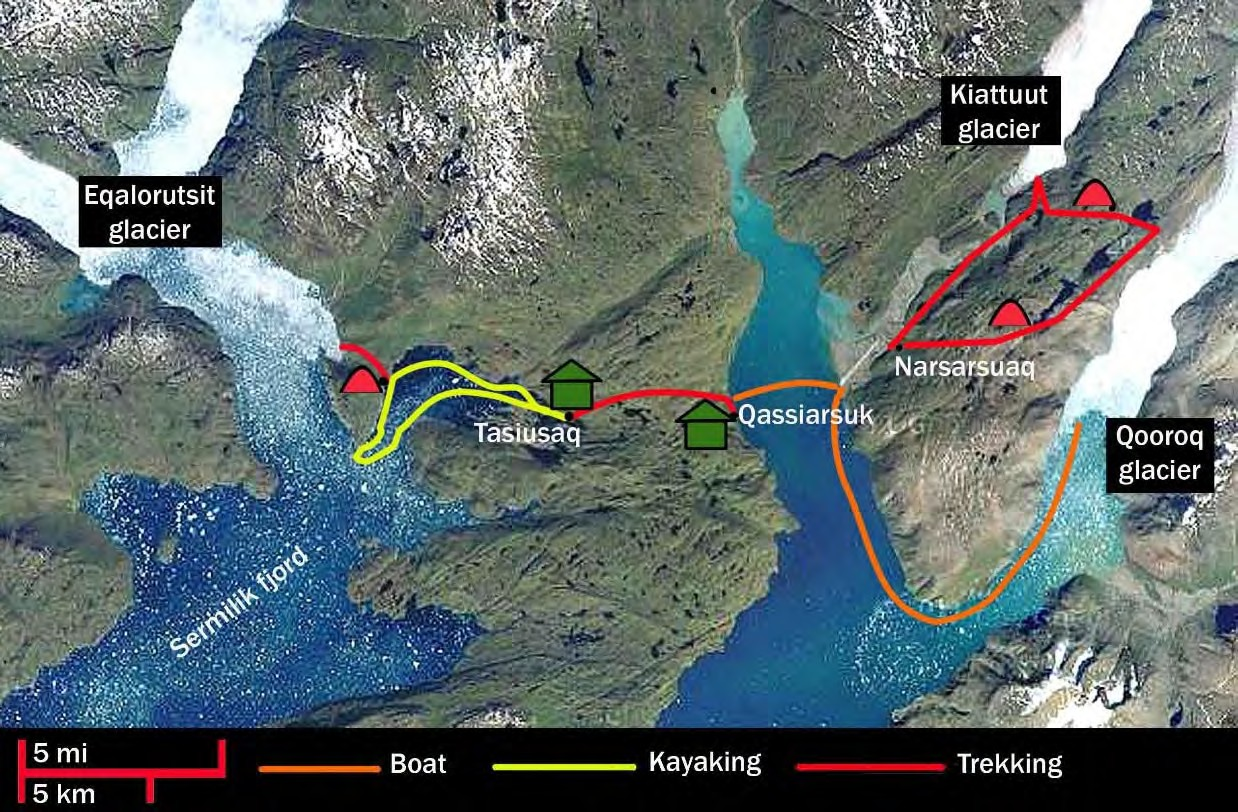 Kiattuut
glacier
Eqalorutsit
glacier
Narsarsuaq
Qassiarsuk
Tasiusaq
Qooroq
glacier
Sermilik fjord
5 mi
5 km
Boat
Kayaking
Trekking